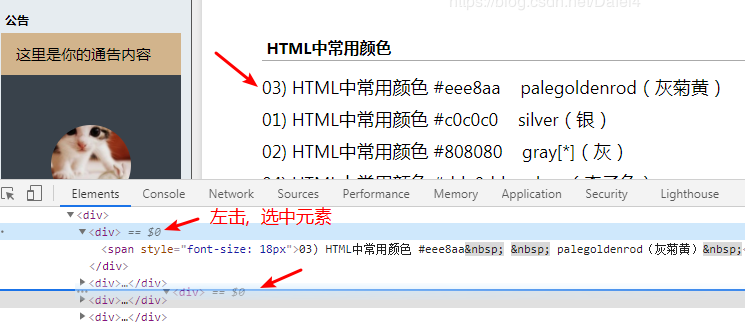 https://blog.csdn.net/Dalei4
公告
这里是你的通告内容
HTML中常用颜色
03) HTML中常用颜色 #eee8aa palegoldenrod ( 灰菊黄 )
01) HTML中常用颜色 #c0c0c0 silver ( 银 )
02) HTML中常用颜色 #808080 gray[*] ( 灰 )
Elements Console Network Sources Performance Memory Application Security Lighthouse
▼<div>
▼<div> == $0
左击, 选中元素
<span style="font-size: 18px">03) HTML中常用颜色 #eee8aa&nbsp; &nbsp; palegoldenrod（灰菊黄）&nbsp;<
</div>
▶<div>…</div>
<div> == $0
▶<div>…</div>
▶<div>…</div>